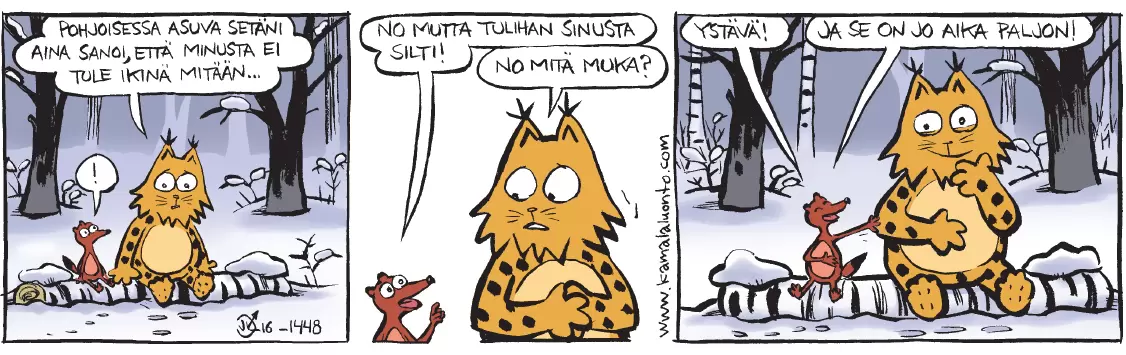 POHJOISESSA ASUVA SETÄNI
AINA SANOI, ETTÄ MINUSTA EI
TULE IKINÄ MITÄÄN...
!
JV 16 -1448
NO MUTTA TULIHAN SINUSTA
SILTI!
NO MITÄ MUKA?
www.kamalaluonto.com
YSTÄVÄ!
JA SE ON JO AIKA PALJON!